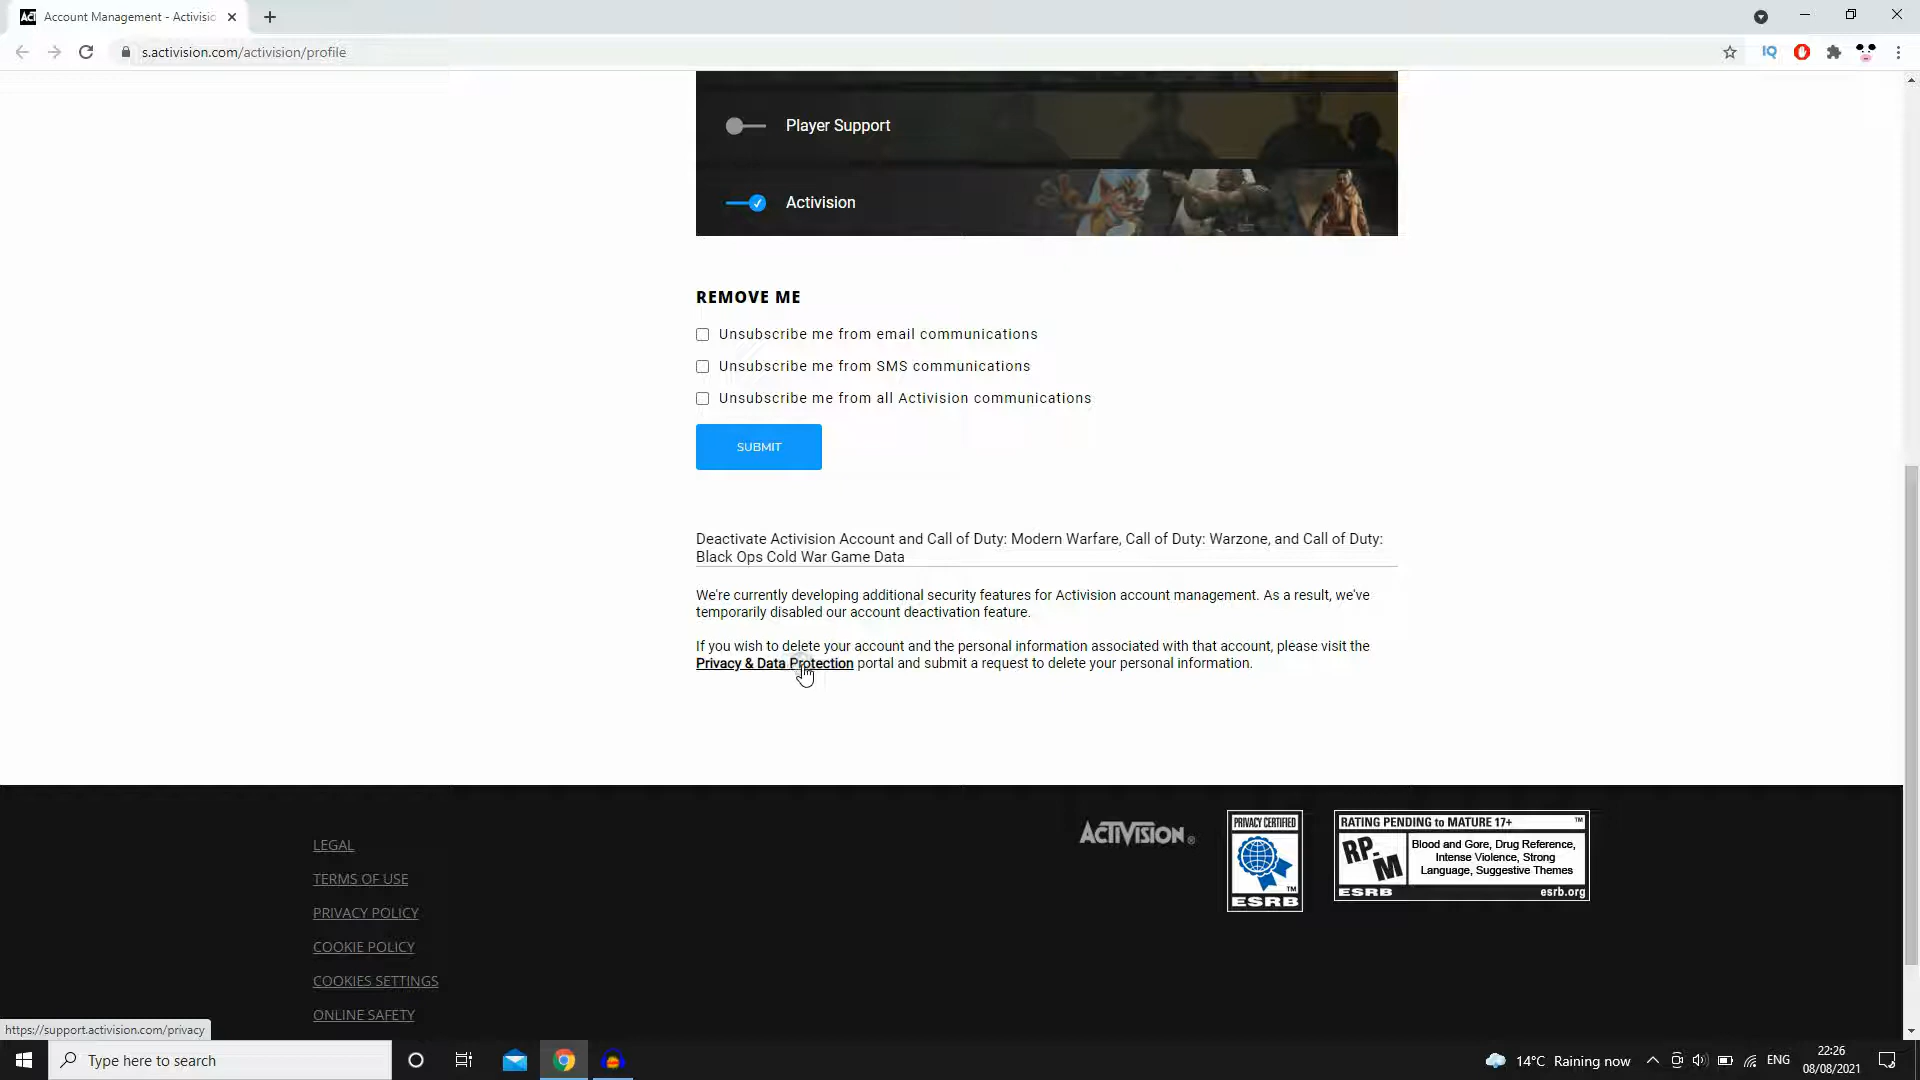 ACT Account Management - Activisio
s.activision.com/activision/profile
IQ
Player Support
Activision
REMOVE ME
Unsubscribe me from email communications
Unsubscribe me from SMS communications
Unsubscribe me from all Activision communications
SUBMIT
Deactivate Activision Account and Call of Duty: Modern Warfare, Call of Duty: Warzone, and Call of Duty:
Black Ops Cold War Game Data
We're currently developing additional security features for Activision account management. As a result, we've
temporarily disabled our account deactivation feature.
If you wish to delete your account and the personal information associated with that account, please visit the
Privacy & Data Protection portal and submit a request to delete your personal information.
LEGAL
TERMS OF USE
PRIVACY POLICY
COOKIE POLICY
COOKIES SETTINGS
ONLINE SAFETY
ACTIVISION®
PRIVACY CERTIFIED
TM
ESRB
RATING PENDING to MATURE 17+ TM
RP-M
Blood and Gore, Drug Reference,
Intense Violence, Strong
Language, Suggestive Themes
ESRB esrb.org
https://support.activision.com/privacy
Type here to search
14°C Raining now
ENG
22:26
08/08/2021